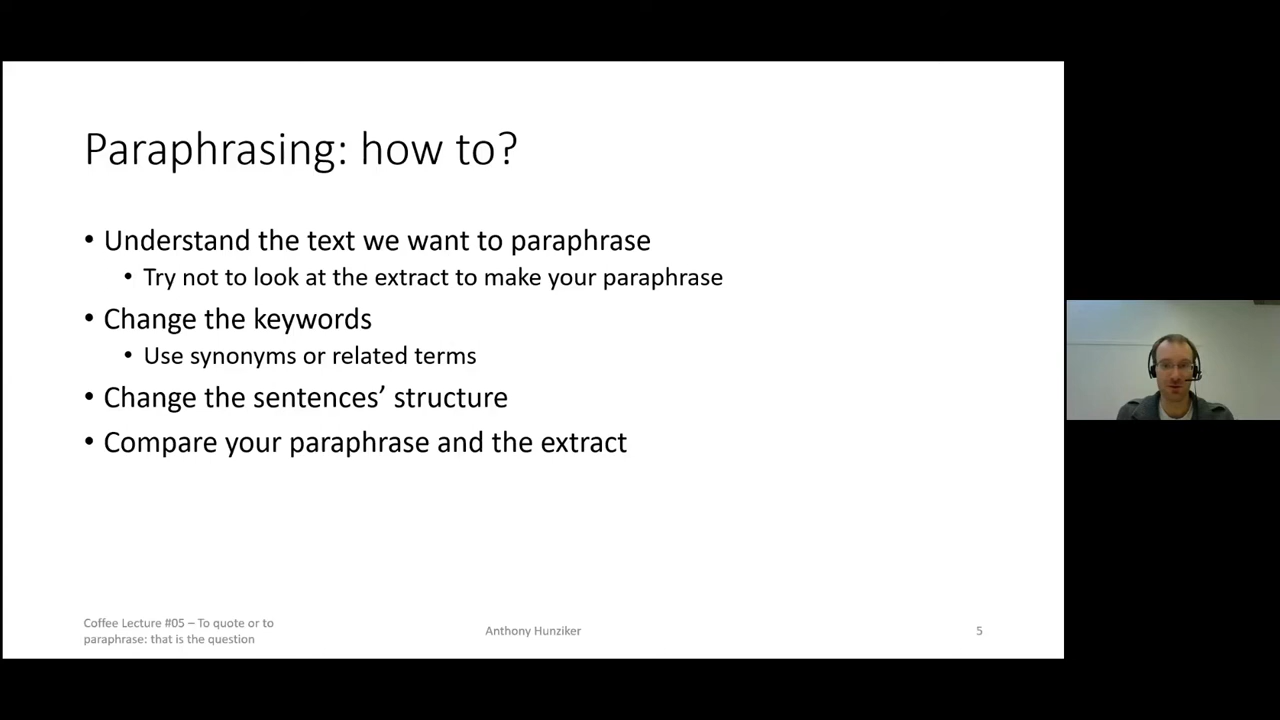 Paraphrasing: how to?
• Understand the text we want to paraphrase
• Try not to look at the extract to make your paraphrase
• Change the keywords
• Use synonyms or related terms
• Change the sentences’ structure
• Compare your paraphrase and the extract
Coffee Lecture #05 – To quote or to
paraphrase: that is the question
Anthony Hunziker
5